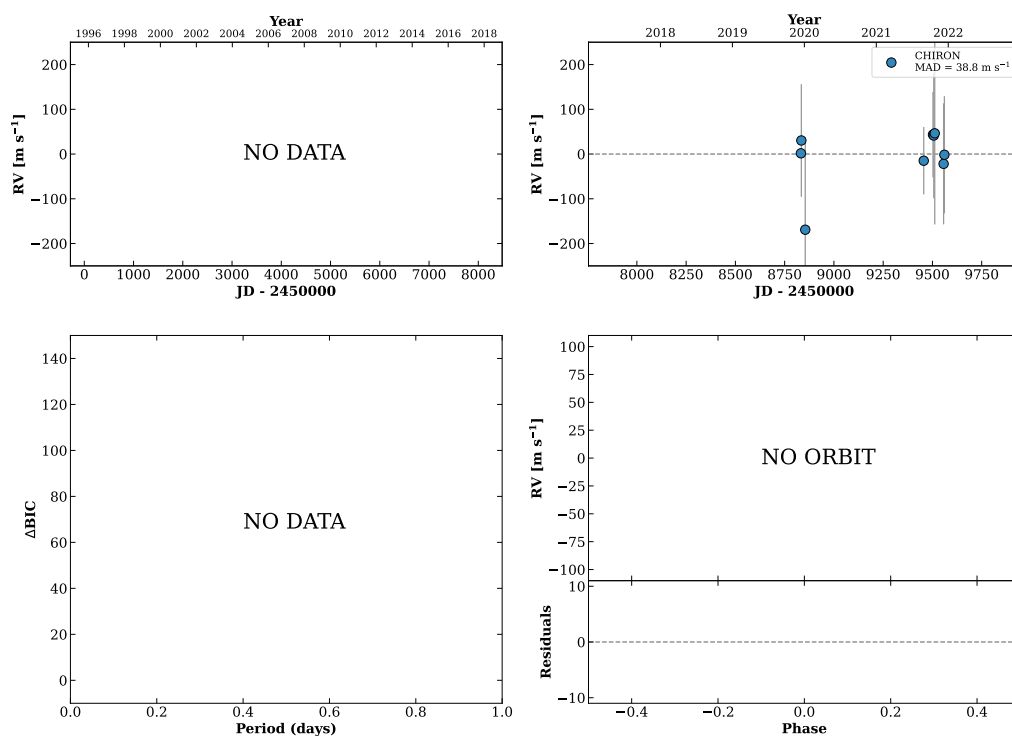 Year
1996 1998 2000 2002 2004 2006 2008 2010 2012 2014 2016 2018
200
100
0
−100
−200
RV [m s⁻¹]
NO DATA
0 1000 2000 3000 4000 5000 6000 7000 8000
JD - 2450000
Year
2018 2019 2020 2021 2022
CHIRON
MAD = 38.8 m s⁻¹
200
100
0
−100
−200
RV [m s⁻¹]
8000 8250 8500 8750 9000 9250 9500 9750
JD - 2450000
140
120
100
80
60
40
20
0
ΔBIC
NO DATA
0.0 0.2 0.4 0.6 0.8 1.0
Period (days)
100
75
50
25
0
−25
−50
−75
−100
RV [m s⁻¹]
NO ORBIT
10
0
−10
Residuals
−0.4 −0.2 0.0 0.2 0.4
Phase